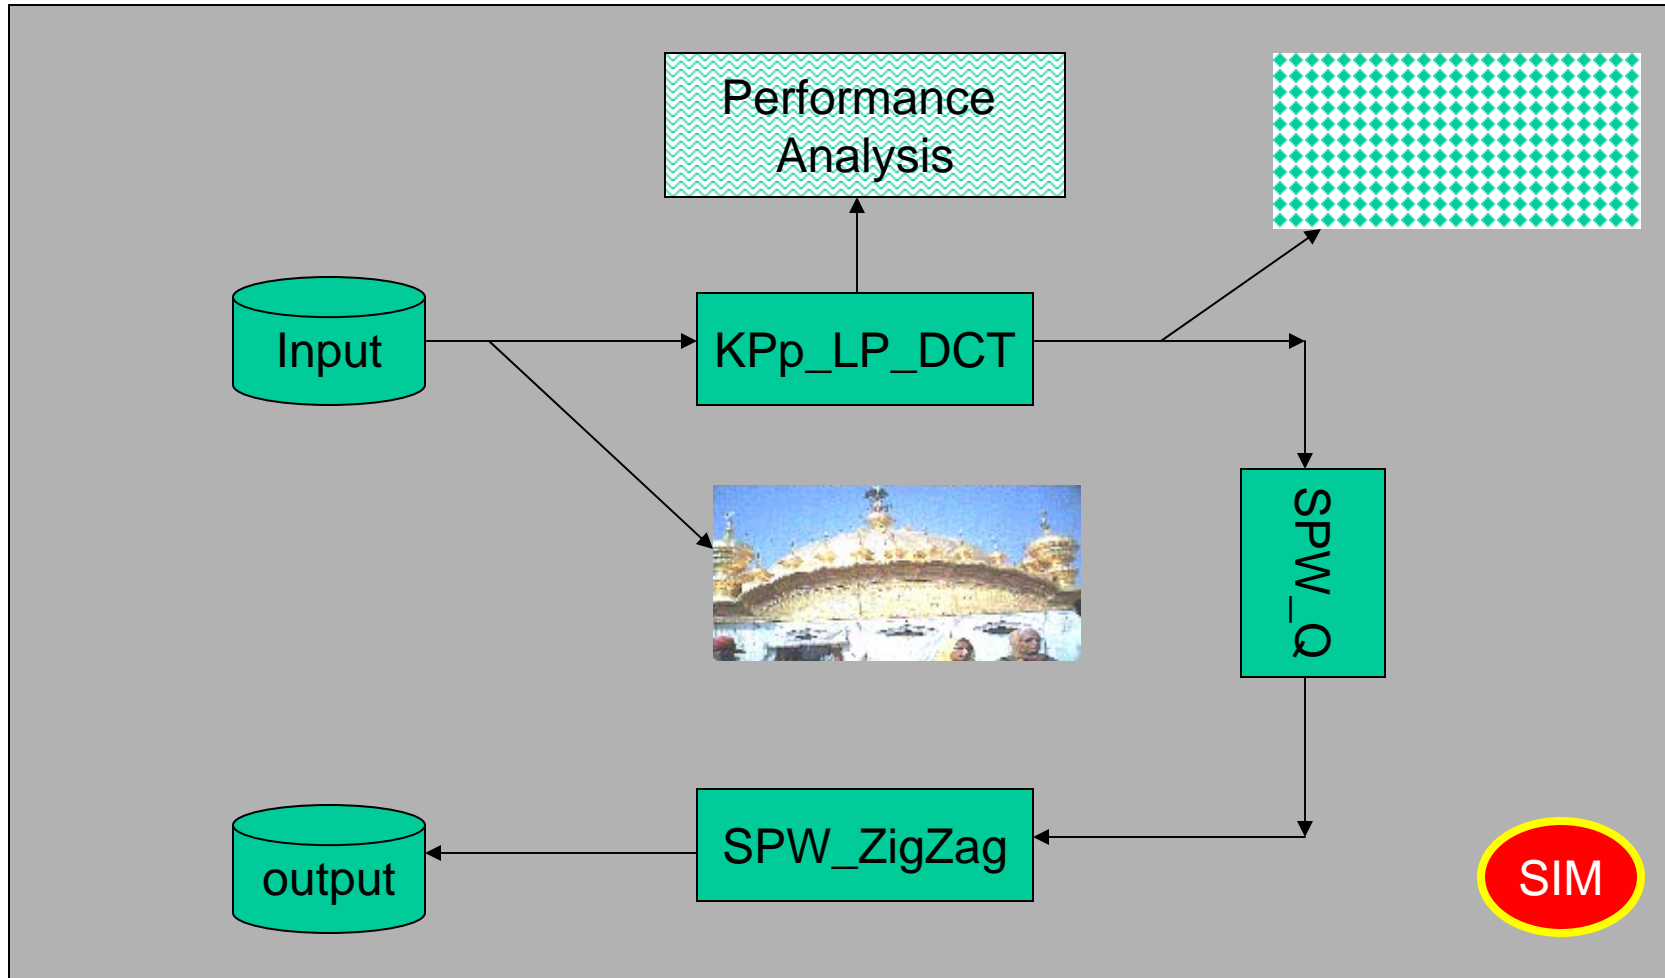 Performance
Analysis
Input
KPp_LP_DCT
SPW_Q
SPW_ZigZag
output
SIM